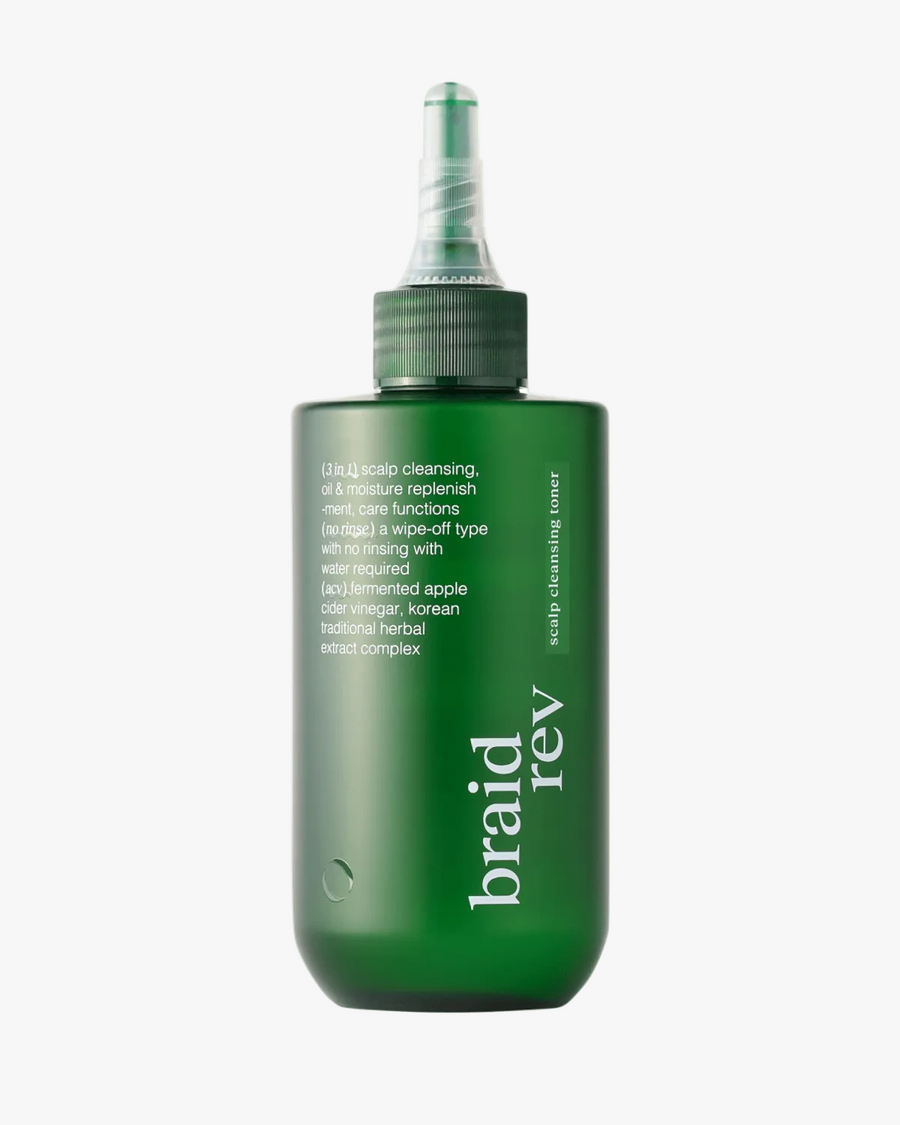 (3 in 1) scalp cleansing,
oil & moisture replenish
-ment, care functions
(no rinse) a wipe-off type
with no rinsing with
water required
(acv) fermented apple
cider vinegar, korean
traditional herbal
extract complex
scalp cleansing toner
braid
rev